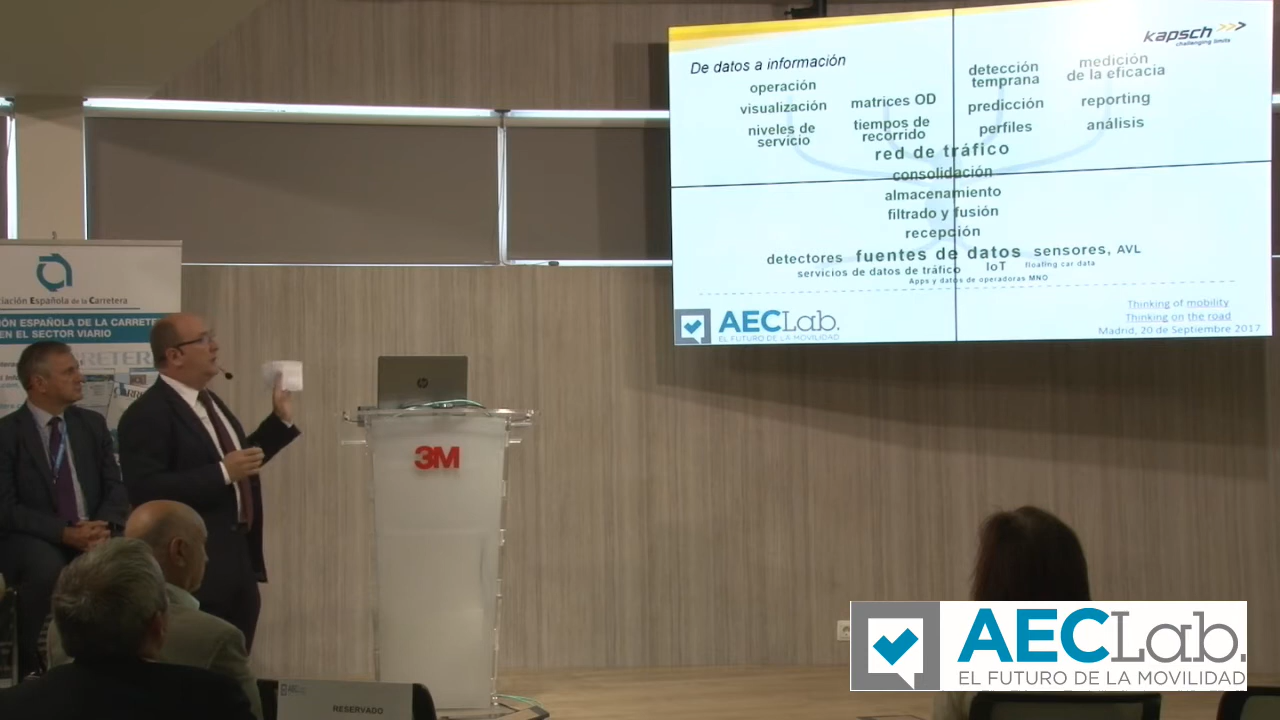 kapsch >>>
challenging limits
De datos a información
operación
visualización
niveles de
servicio
matrices OD
tiempos de
recorrido
detección
temprana
predicción
perfiles
medición
de la eficacia
reporting
análisis
red de tráfico
consolidación
almacenamiento
filtrado y fusión
recepción
detectores fuentes de datos sensores, AVL
servicios de datos de tráfico IoT floating car data
Apps y datos de operadoras MNO
AECLab.
EL FUTURO DE LA MOVILIDAD
Thinking of mobility
Thinking on the road
Madrid, 20 de Septiembre 2017
Española de la Carretera
ESPAÑOLA DE LA
EN EL SECTOR VIARIO
hp
3M
RESERVADO
AECLab.
EL FUTURO DE LA MOVILIDAD